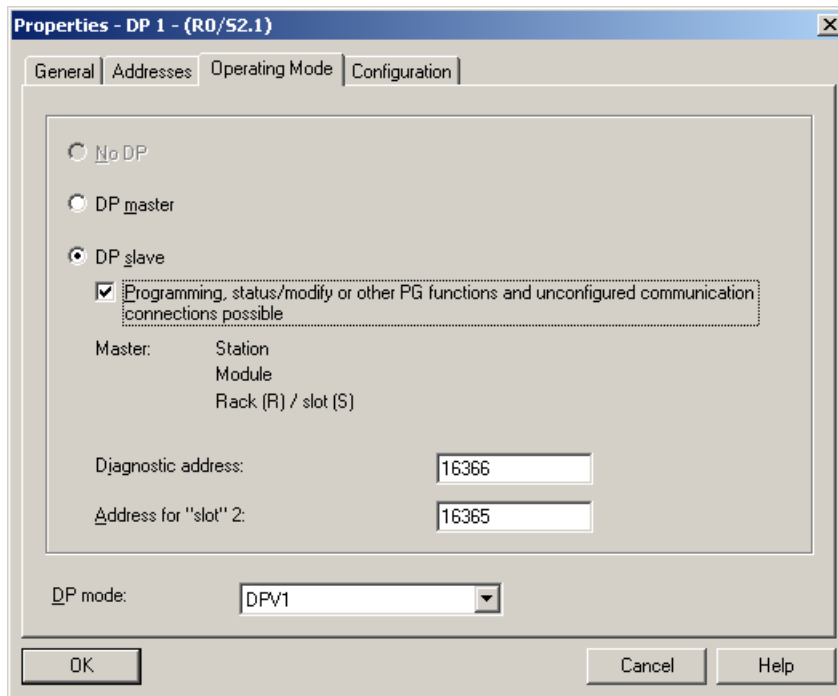 Properties - DP 1 - (R0/S2.1)
General Addresses Operating Mode Configuration
No DP
DP master
DP slave
Programming, status/modify or other PG functions and unconfigured communication
connections possible
Master: Station
Module
Rack (R) / slot (S)
Diagnostic address: 16366
Address for "slot" 2: 16365
DP mode: DPV1
OK Cancel Help